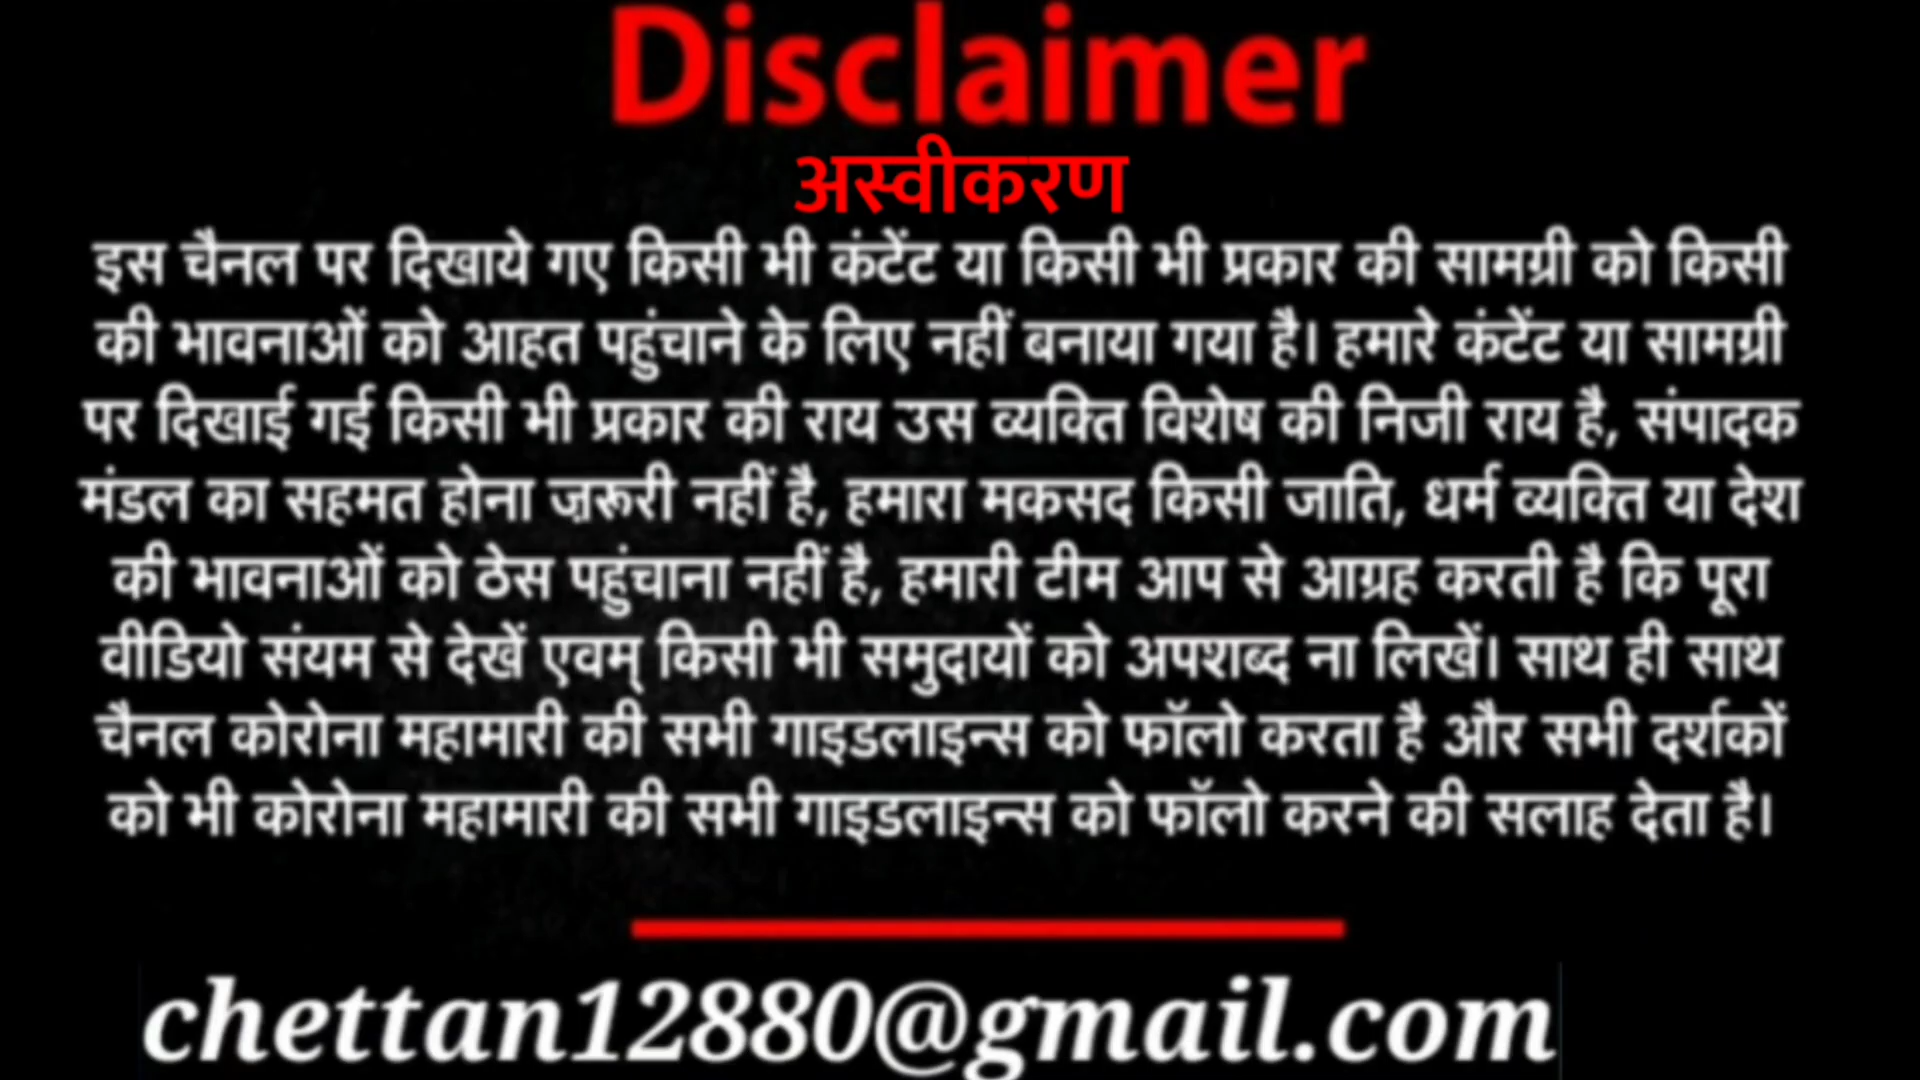 Disclaimer
अस्वीकरण
इस चैनल पर दिखाये गए किसी भी कंटेंट या किसी भी प्रकार की सामग्री को किसी
की भावनाओं को आहत पहुंचाने के लिए नहीं बनाया गया है। हमारे कंटेंट या सामग्री
पर दिखाई गई किसी भी प्रकार की राय उस व्यक्ति विशेष की निजी राय है, संपादक
मंडल का सहमत होना ज़रूरी नहीं है, हमारा मकसद किसी जाति, धर्म व्यक्ति या देश
की भावनाओं को ठेस पहुंचाना नहीं है, हमारी टीम आप से आग्रह करती है कि पूरा
वीडियो संयम से देखें एवम् किसी भी समुदायों को अपशब्द ना लिखें। साथ ही साथ
चैनल कोरोना महामारी की सभी गाइडलाइन्स को फॉलो करता है और सभी दर्शकों
को भी कोरोना महामारी की सभी गाइडलाइन्स को फॉलो करने की सलाह देता है।
chettan12880@gmail.com